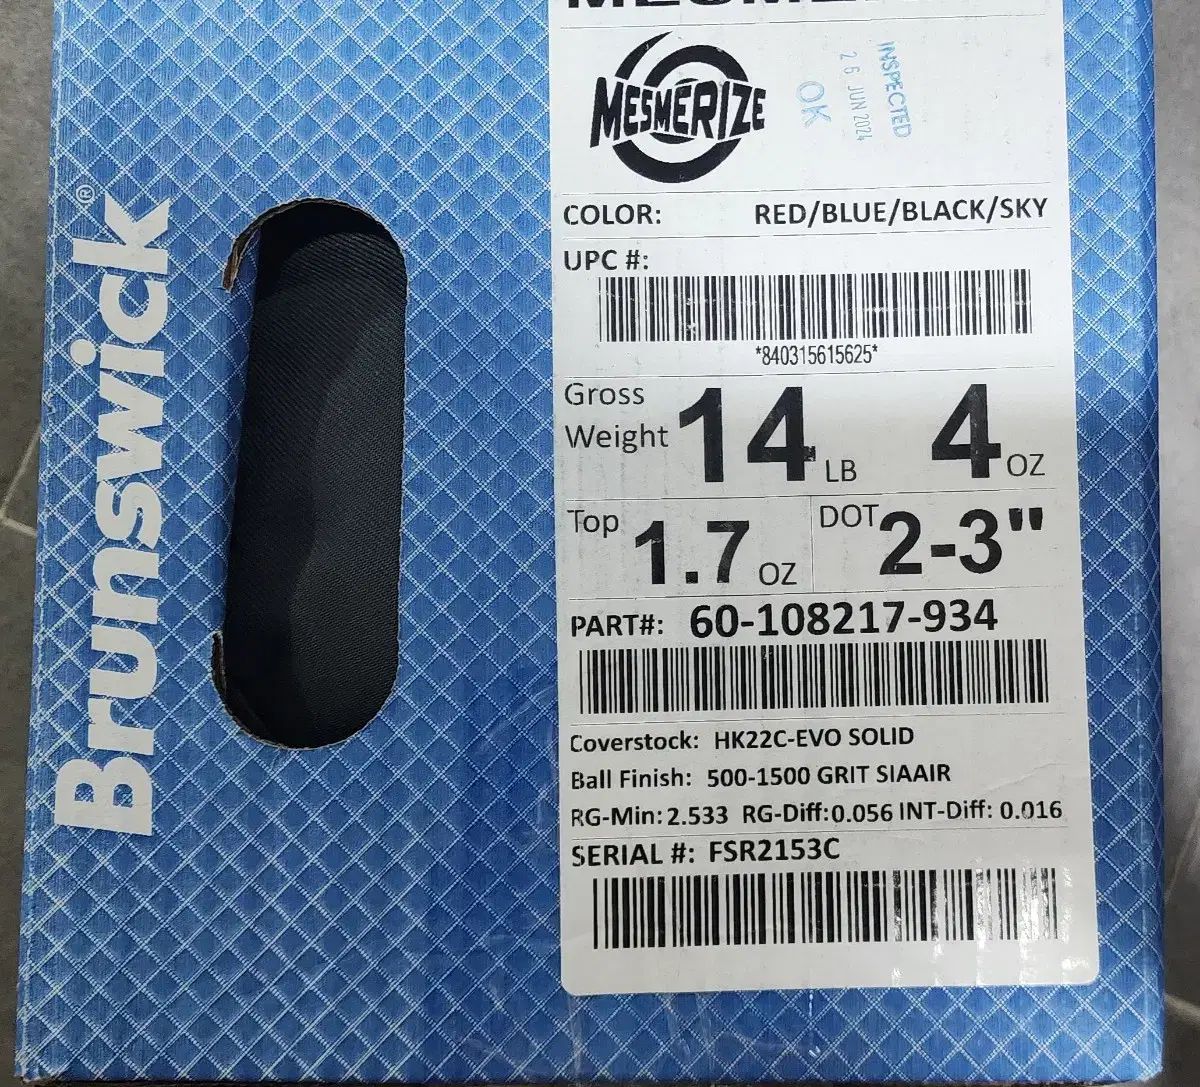 Brunswick®
MESMERIZE
MESMERIZE
INSPECTED
26 JUN 2024
OK
COLOR: RED/BLUE/BLACK/SKY
UPC #:
*840315615625*
Gross Weight 14 LB 4 OZ
Top 1.7 OZ DOT 2-3"
PART#: 60-108217-934
Coverstock: HK22C-EVO SOLID
Ball Finish: 500-1500 GRIT SIAAIR
RG-Min: 2.533 RG-Diff:0.056 INT-Diff: 0.016
SERIAL #: FSR2153C